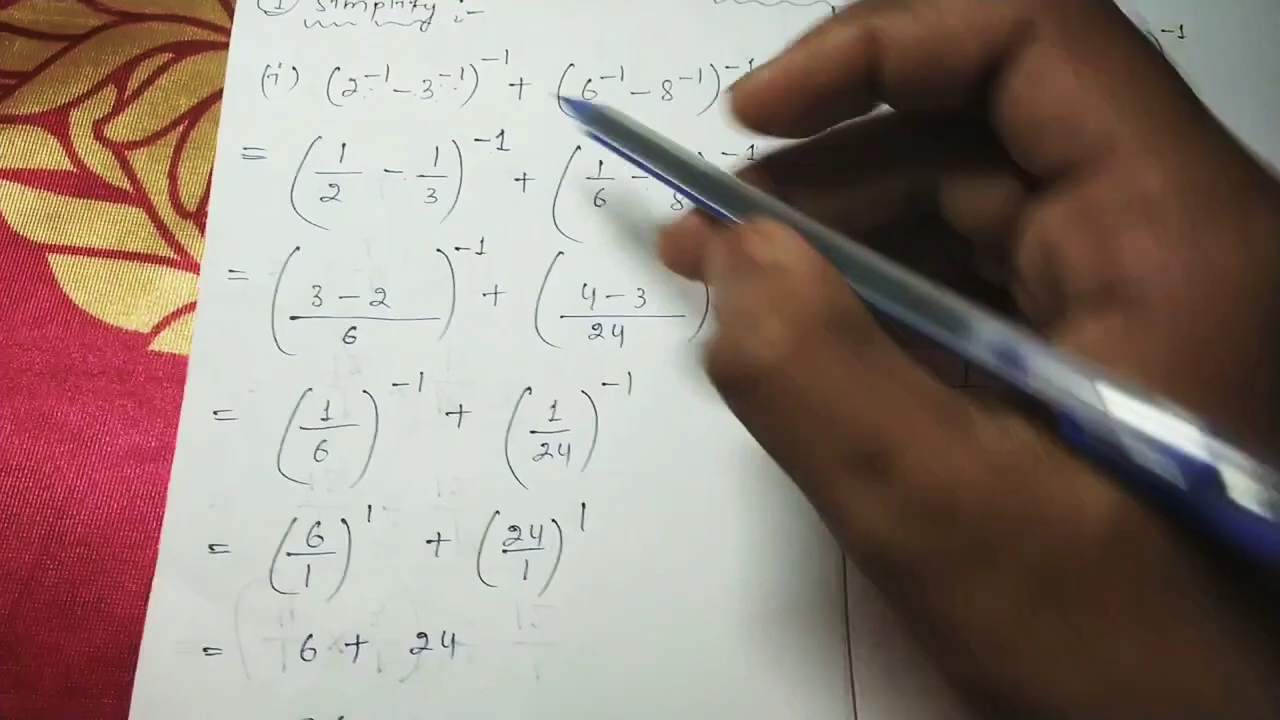 ① Simplify :-
(i) (2⁻¹ – 3⁻¹)⁻¹ + (6⁻¹ – 8⁻¹)⁻¹
= (1/2 – 1/3)⁻¹ + (1/6 – /8)⁻¹
= (3 – 2/6)⁻¹ + (4 – 3/24)
= (1/6)⁻¹ + (1/24)⁻¹
= (6/1)¹ + (24/1)¹
= 6 + 24